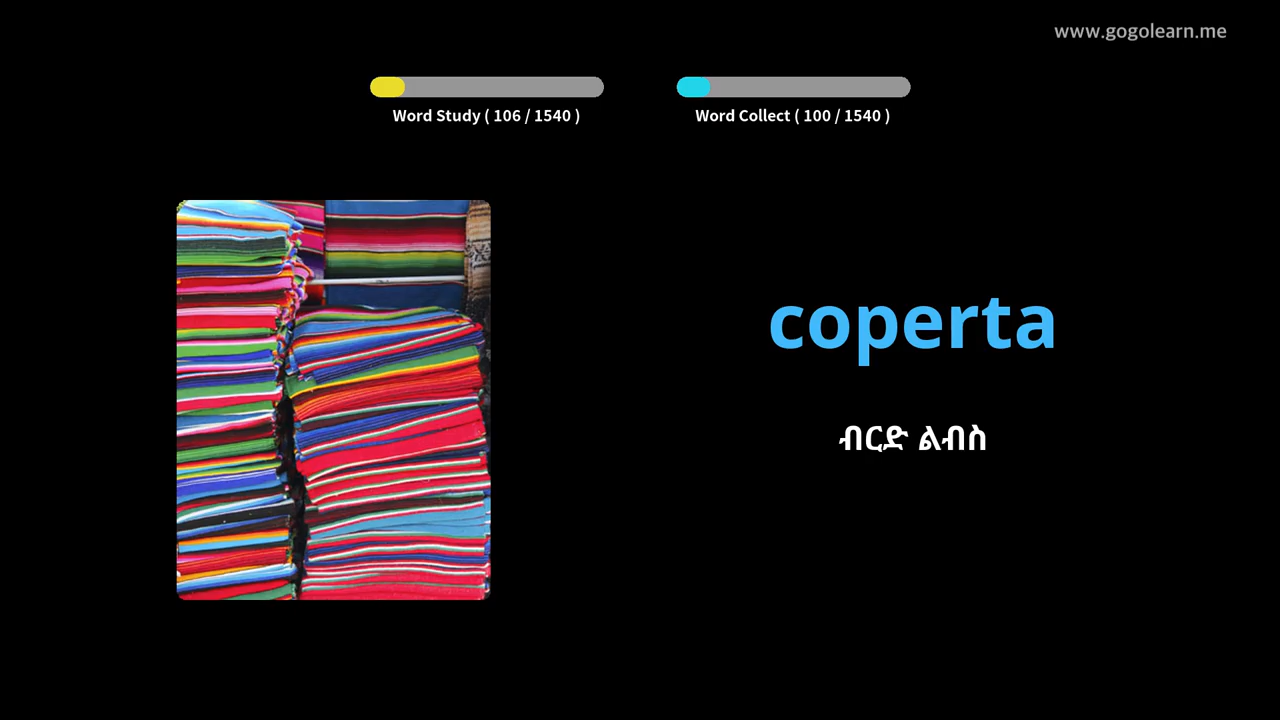 www.gogolearn.me
Word Study ( 106 / 1540 )
Word Collect ( 100 / 1540 )
coperta
ብርድ ልብስ